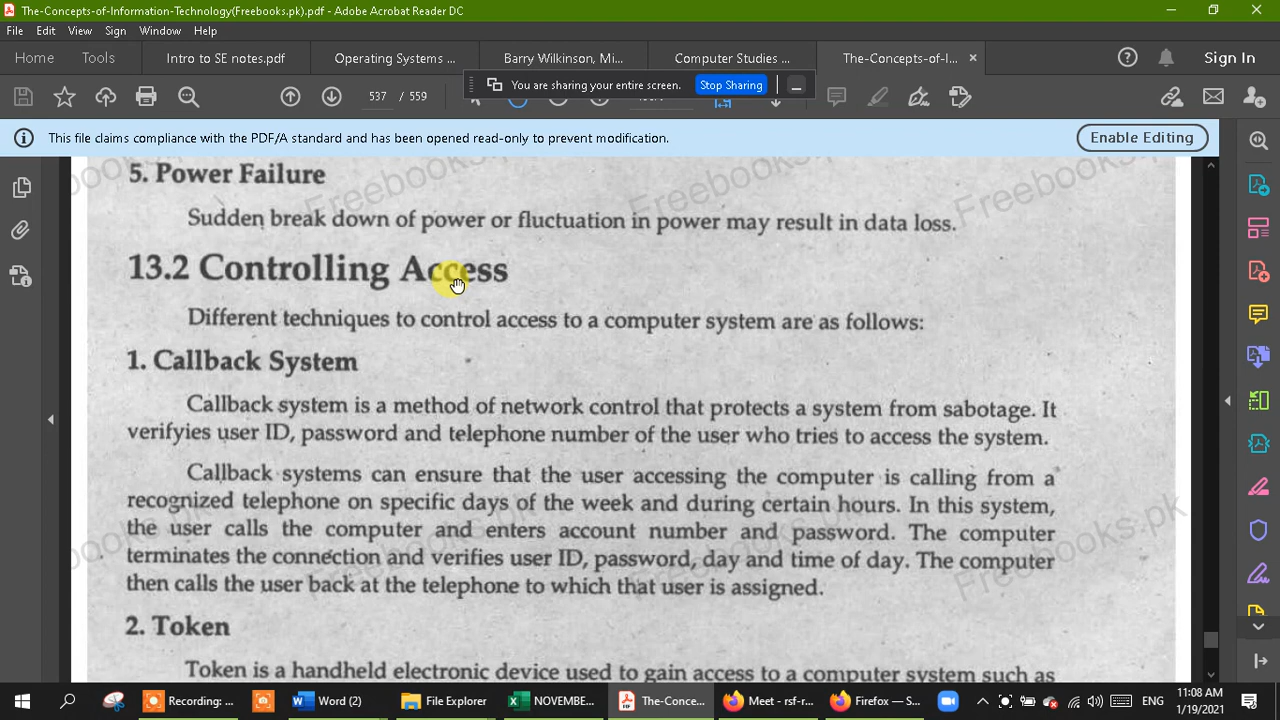 The-Concepts-of-Information-Technology(Freebooks.pk).pdf - Adobe Acrobat Reader DC
File Edit View Sign Window Help
Home Tools Intro to SE notes.pdf Operating Systems ... Barry Wilkinson, Mi... Computer Studies ... The-Concepts-of-I... × Sign In
You are sharing your entire screen. Stop Sharing
537 / 559
This file claims compliance with the PDF/A standard and has been opened read-only to prevent modification. Enable Editing
5. Power Failure
Sudden break down of power or fluctuation in power may result in data loss.
13.2 Controlling Access
Different techniques to control access to a computer system are as follows:
1. Callback System
Callback system is a method of network control that protects a system from sabotage. It
verifyies user ID, password and telephone number of the user who tries to access the system.
Callback systems can ensure that the user accessing the computer is calling from a
recognized telephone on specific days of the week and during certain hours. In this system,
the user calls the computer and enters account number and password. The computer
terminates the connection and verifies user ID, password, day and time of day. The computer
then calls the user back at the telephone to which that user is assigned.
2. Token
Token is a handheld electronic device used to gain access to a computer system such as
Freebooks.pk
Freebooks.pk
Freebooks.pk
Freebooks.pk
Recording: ... Word (2) File Explorer NOVEMBE... The-Conce... Meet - rsf-r... Firefox — S... ENG
11:08 AM
1/19/2021